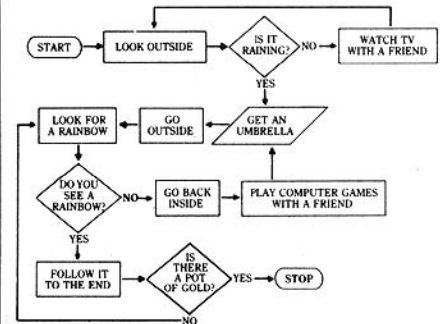 START
LOOK OUTSIDE
IS IT
RAINING?
NO
WATCH TV
WITH A FRIEND
YES
GET AN
UMBRELLA
GO
OUTSIDE
LOOK FOR
A RAINBOW
DO YOU
SEE A
RAINBOW?
NO
GO BACK
INSIDE
PLAY COMPUTER GAMES
WITH A FRIEND
YES
FOLLOW IT
TO THE END
IS
THERE
A POT
OF GOLD?
YES
STOP
NO